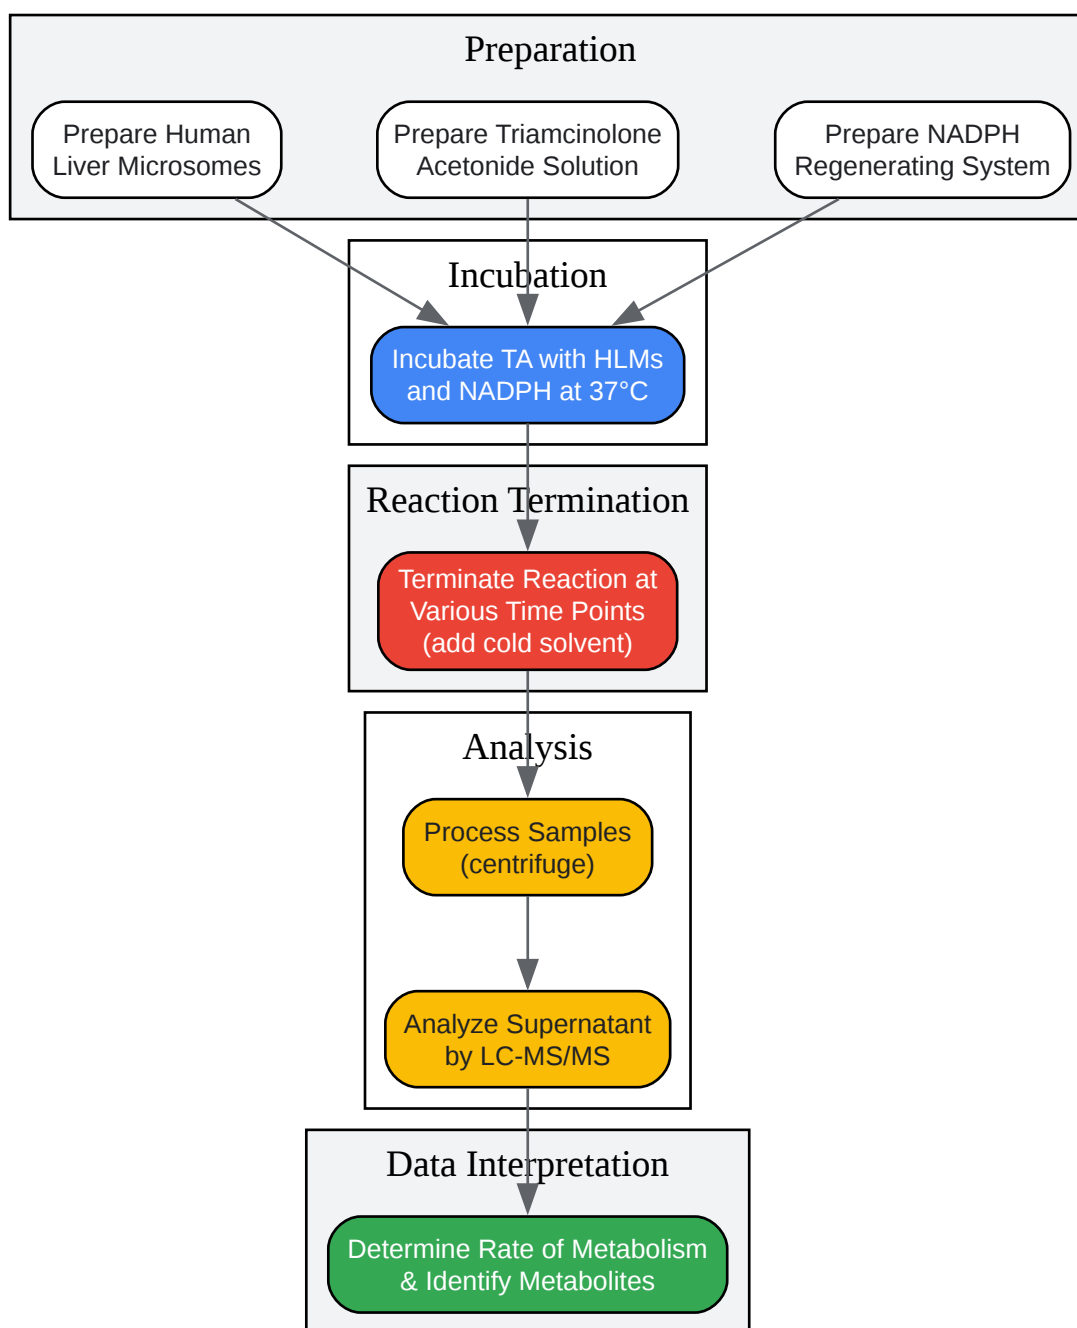 Preparation
Prepare Human
Liver Microsomes
Prepare Triamcinolone
Acetonide Solution
Prepare NADPH
Regenerating System
Incubation
Incubate TA with HLMs
and NADPH at 37°C
Reaction Termination
Terminate Reaction at
Various Time Points
(add cold solvent)
Analysis
Process Samples
(centrifuge)
Analyze Supernatant
by LC-MS/MS
Data Interpretation
Determine Rate of Metabolism
& Identify Metabolites